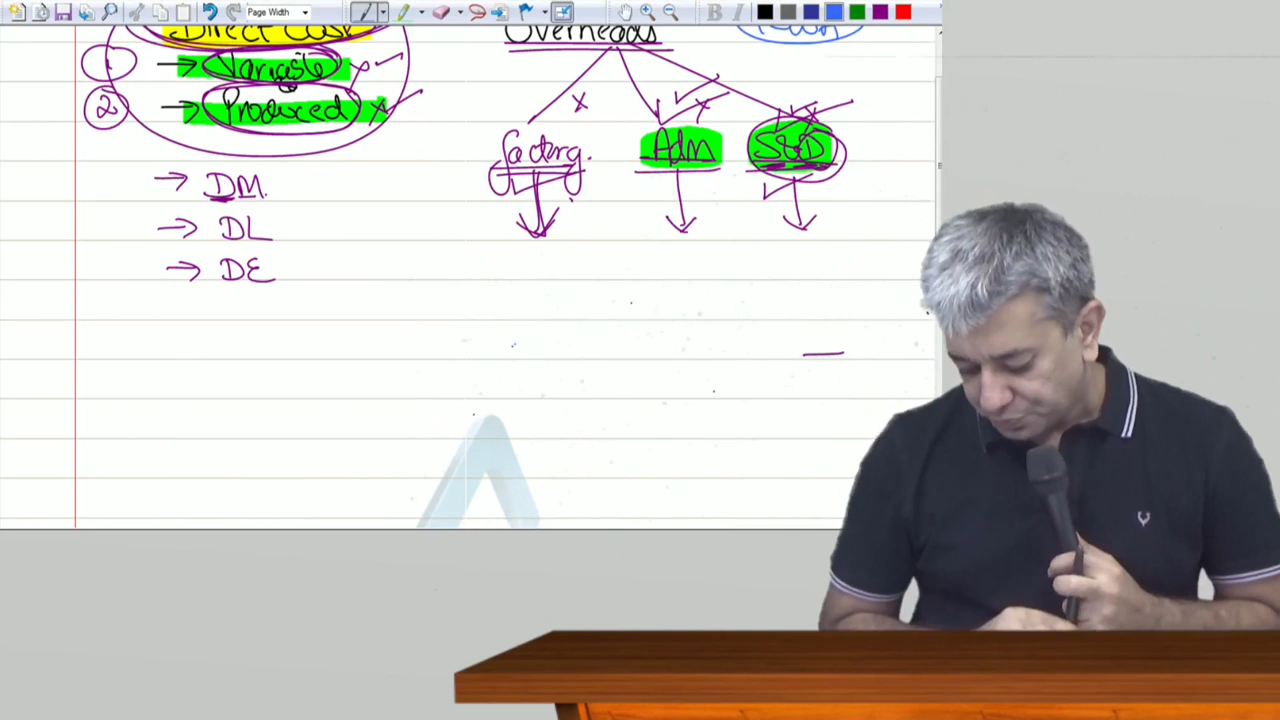 Page Width
Direct Cost
Overheads
① → Variable
② → Produced
factory. Adm S&D
→ DM.
→ DL
→ DE